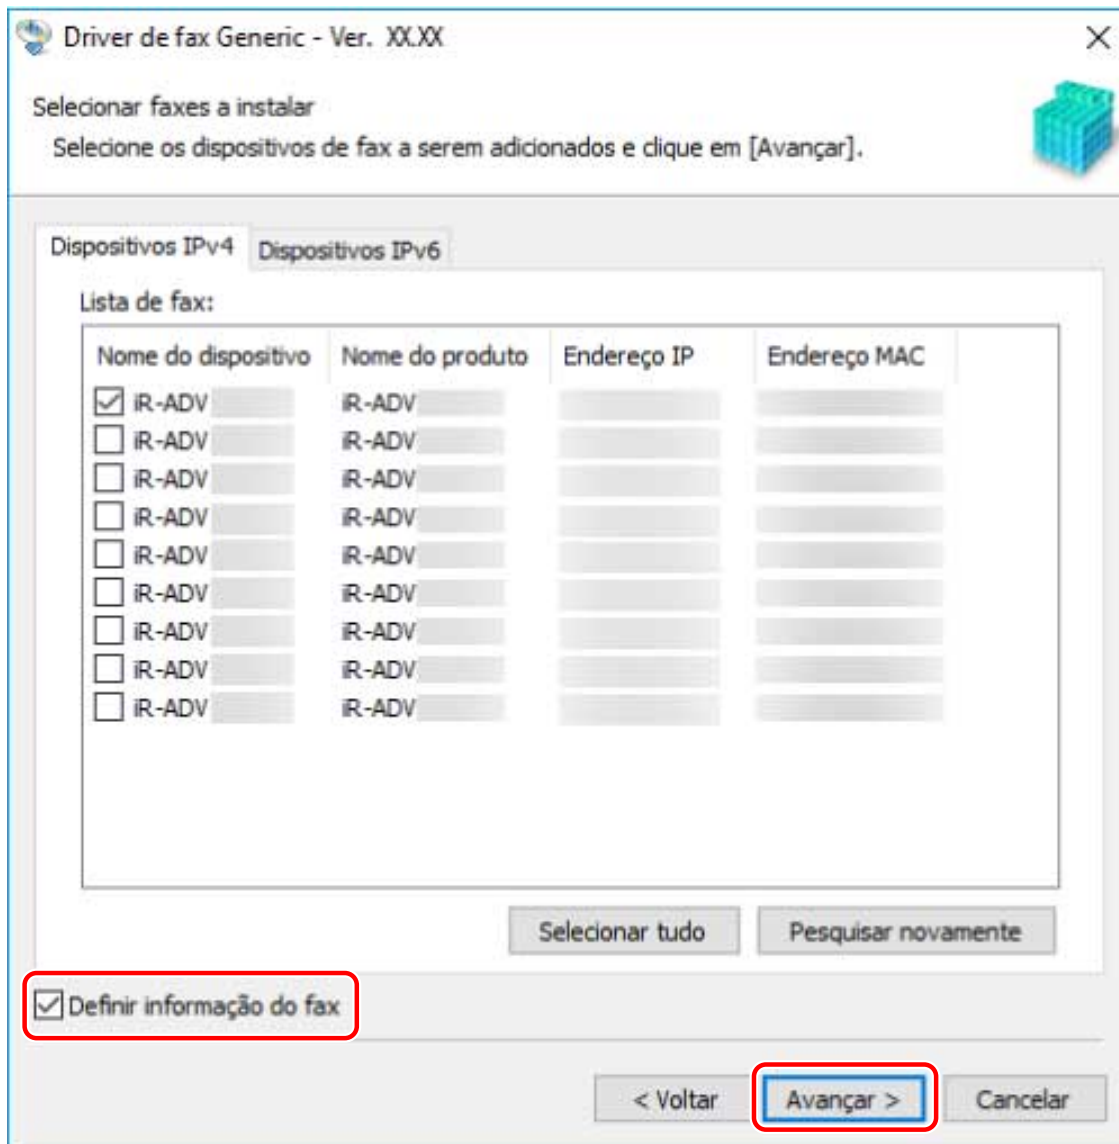 Driver de fax Generic - Ver. XX.XX
Selecionar faxes a instalar
Selecione os dispositivos de fax a serem adicionados e clique em [Avançar].
Dispositivos IPv4 Dispositivos IPv6
Lista de fax:
Nome do dispositivo Nome do produto Endereço IP Endereço MAC
iR-ADV iR-ADV
iR-ADV iR-ADV
iR-ADV iR-ADV
iR-ADV iR-ADV
iR-ADV iR-ADV
iR-ADV iR-ADV
iR-ADV iR-ADV
iR-ADV iR-ADV
iR-ADV iR-ADV
Selecionar tudo Pesquisar novamente
Definir informação do fax
< Voltar Avançar > Cancelar